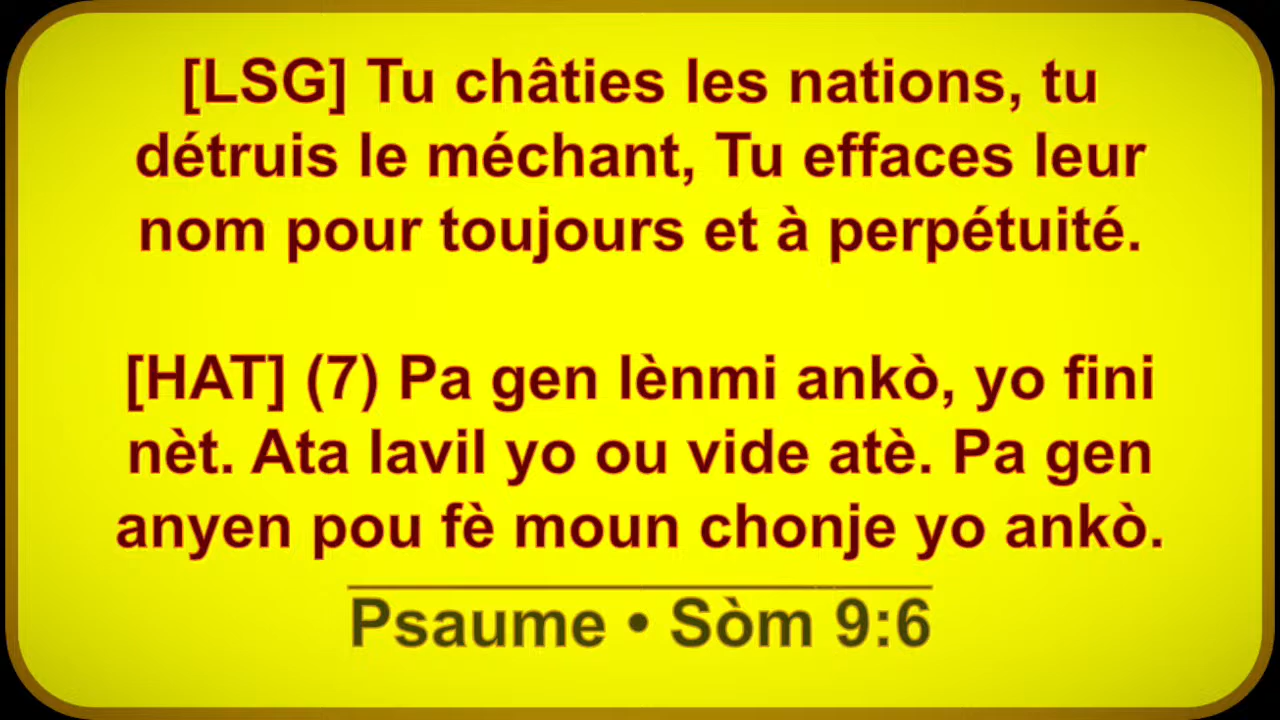 [LSG] Tu châties les nations, tu
détruis le méchant, Tu effaces leur
nom pour toujours et à perpétuité.
[HAT] (7) Pa gen lènmi ankò, yo fini
nèt. Ata lavil yo ou vide atè. Pa gen
anyen pou fè moun chonje yo ankò.
Psaume • Sòm 9:6